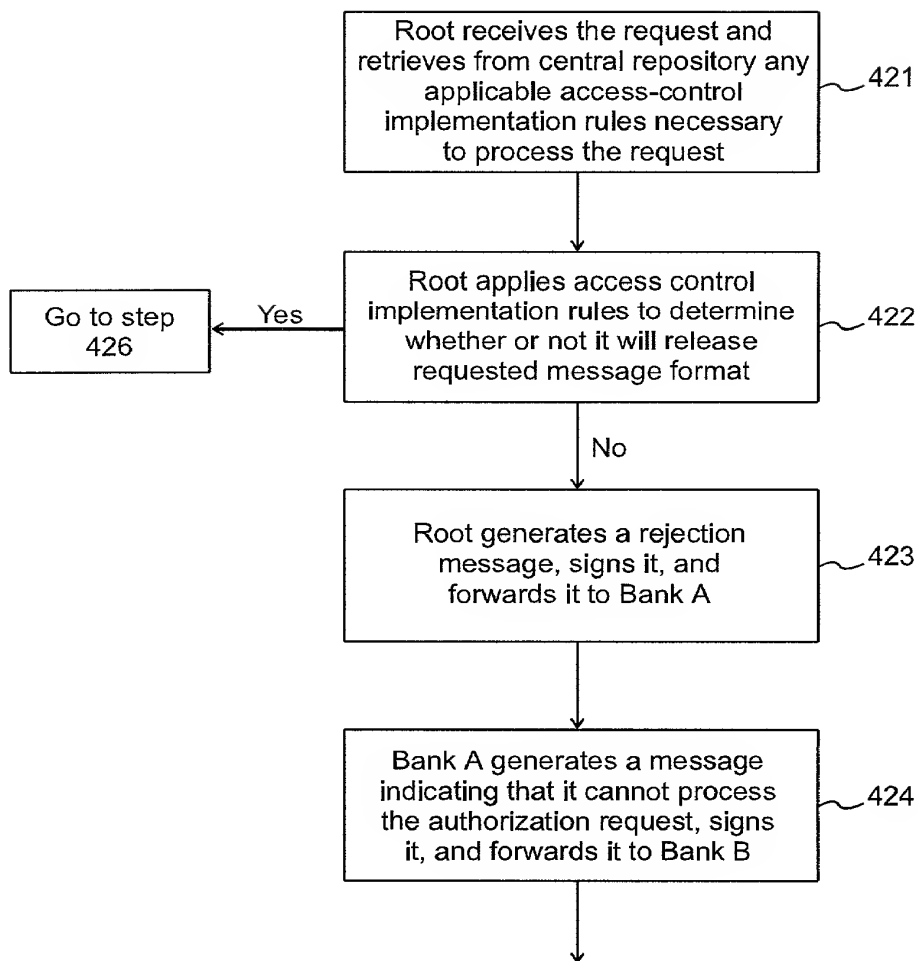 Root receives the request and
retrieves from central repository any
applicable access-control
implementation rules necessary
to process the request
421
Root applies access control
implementation rules to determine
whether or not it will release
requested message format
422
Yes
Go to step
426
No
Root generates a rejection
message, signs it, and
forwards it to Bank A
423
Bank A generates a message
indicating that it cannot process
the authorization request, signs
it, and forwards it to Bank B
424